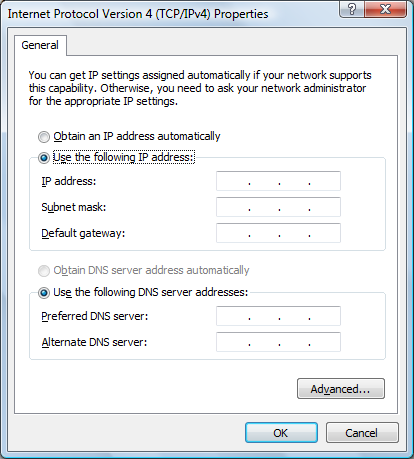 Internet Protocol Version 4 (TCP/IPv4) Properties
?
General
You can get IP settings assigned automatically if your network supports
this capability. Otherwise, you need to ask your network administrator
for the appropriate IP settings.
Obtain an IP address automatically
Use the following IP address:
IP address: . . .
Subnet mask: . . .
Default gateway: . . .
Obtain DNS server address automatically
Use the following DNS server addresses:
Preferred DNS server: . . .
Alternate DNS server: . . .
Advanced...
OK Cancel